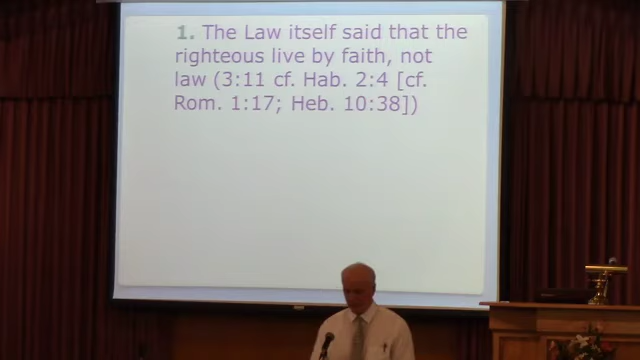 1. The Law itself said that the
righteous live by faith, not
law (3:11 cf. Hab. 2:4 [cf.
Rom. 1:17; Heb. 10:38])